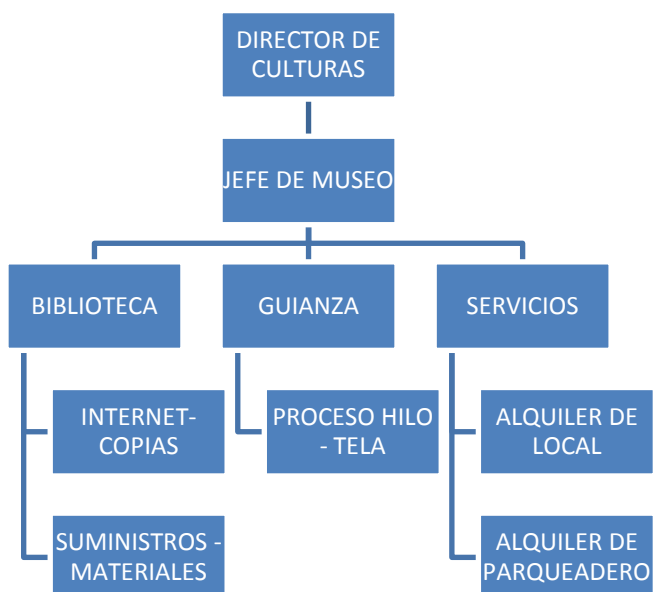 DIRECTOR DE
CULTURAS
JEFE DE MUSEO
BIBLIOTECA
GUIANZA
SERVICIOS
INTERNET-
COPIAS
PROCESO HILO
- TELA
ALQUILER DE
LOCAL
SUMINISTROS -
MATERIALES
ALQUILER DE
PARQUEADERO